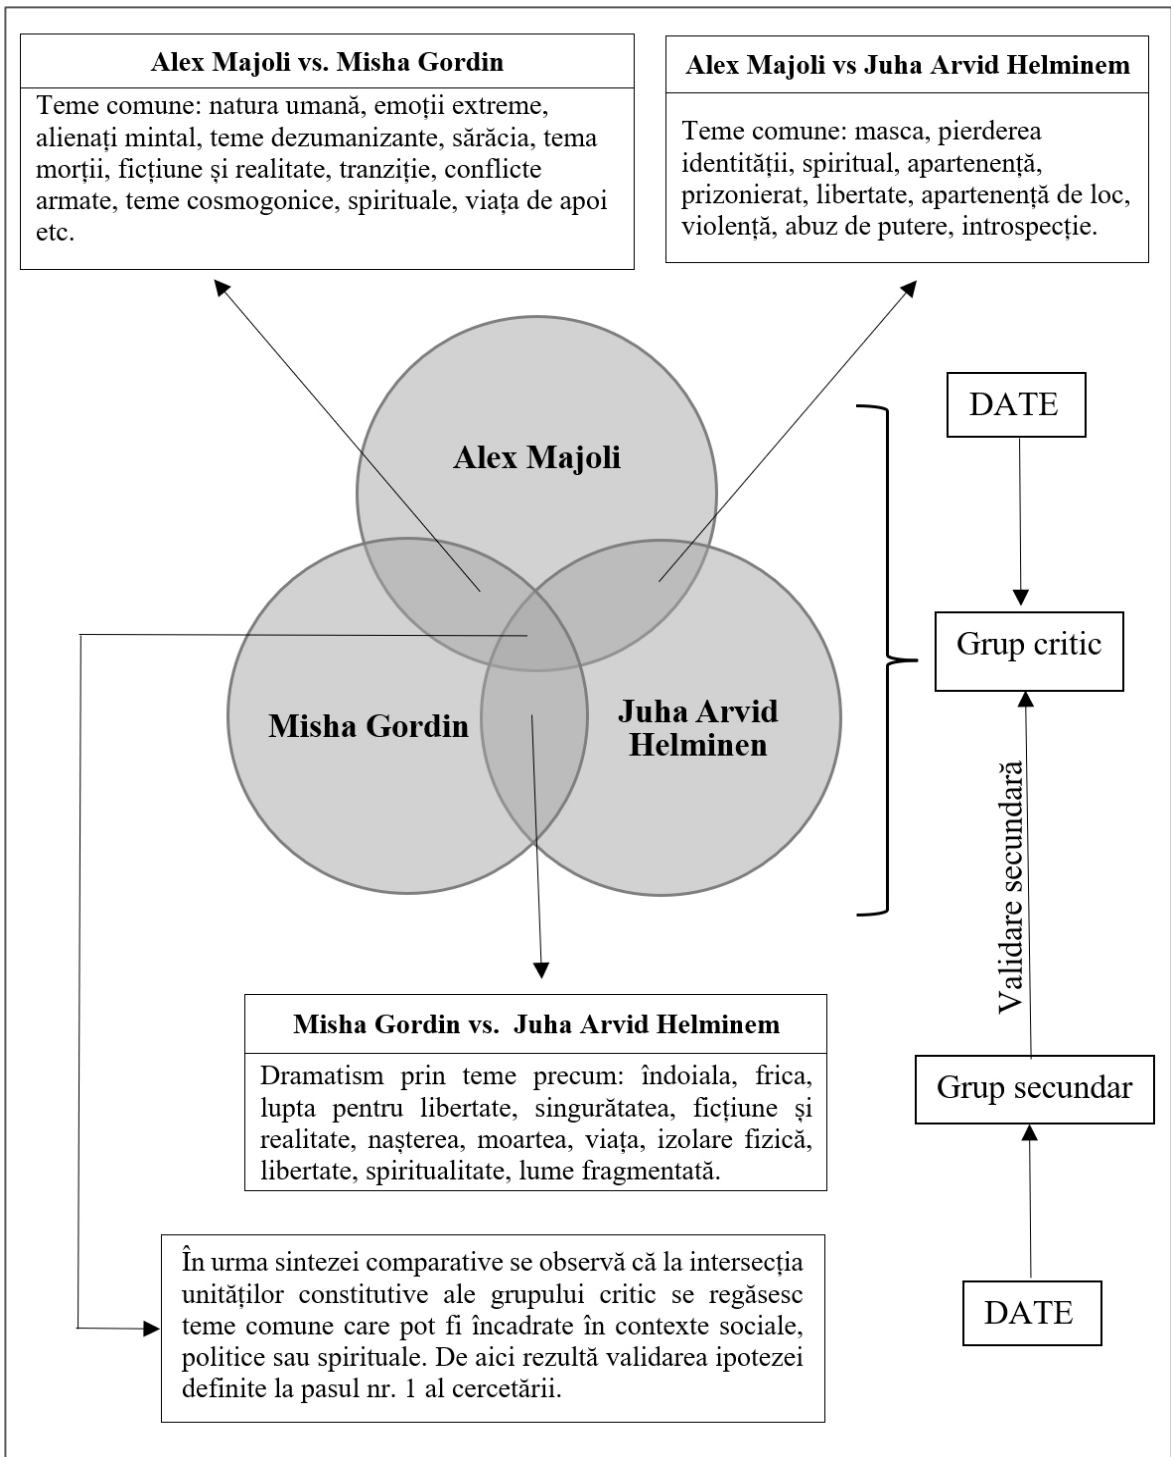 Alex Majoli vs. Misha Gordin
Teme comune: natura umană, emoții extreme,
alienați mintal, teme dezumanizante, sărăcia, tema
morții, ficțiune și realitate, tranziție, conflicte
armate, teme cosmogonice, spirituale, viața de apoi
etc.
Alex Majoli vs Juha Arvid Helminem
Teme comune: masca, pierderea
identității, spiritual, apartenență,
prizonierat, libertate, apartenență de loc,
violență, abuz de putere, introspecție.
Alex Majoli
Misha Gordin
Juha Arvid
Helminen
DATE
Grup critic
Validare secundară
Grup secundar
DATE
Misha Gordin vs. Juha Arvid Helminem
Dramatism prin teme precum: îndoiala, frica,
lupta pentru libertate, singurătatea, ficțiune și
realitate, nașterea, moartea, viața, izolare fizică,
libertate, spiritualitate, lume fragmentată.
În urma sintezei comparative se observă că la intersecția
unităților constitutive ale grupului critic se regăsesc
teme comune care pot fi încadrate în contexte sociale,
politice sau spirituale. De aici rezultă validarea ipotezei
definite la pasul nr. 1 al cercetării.